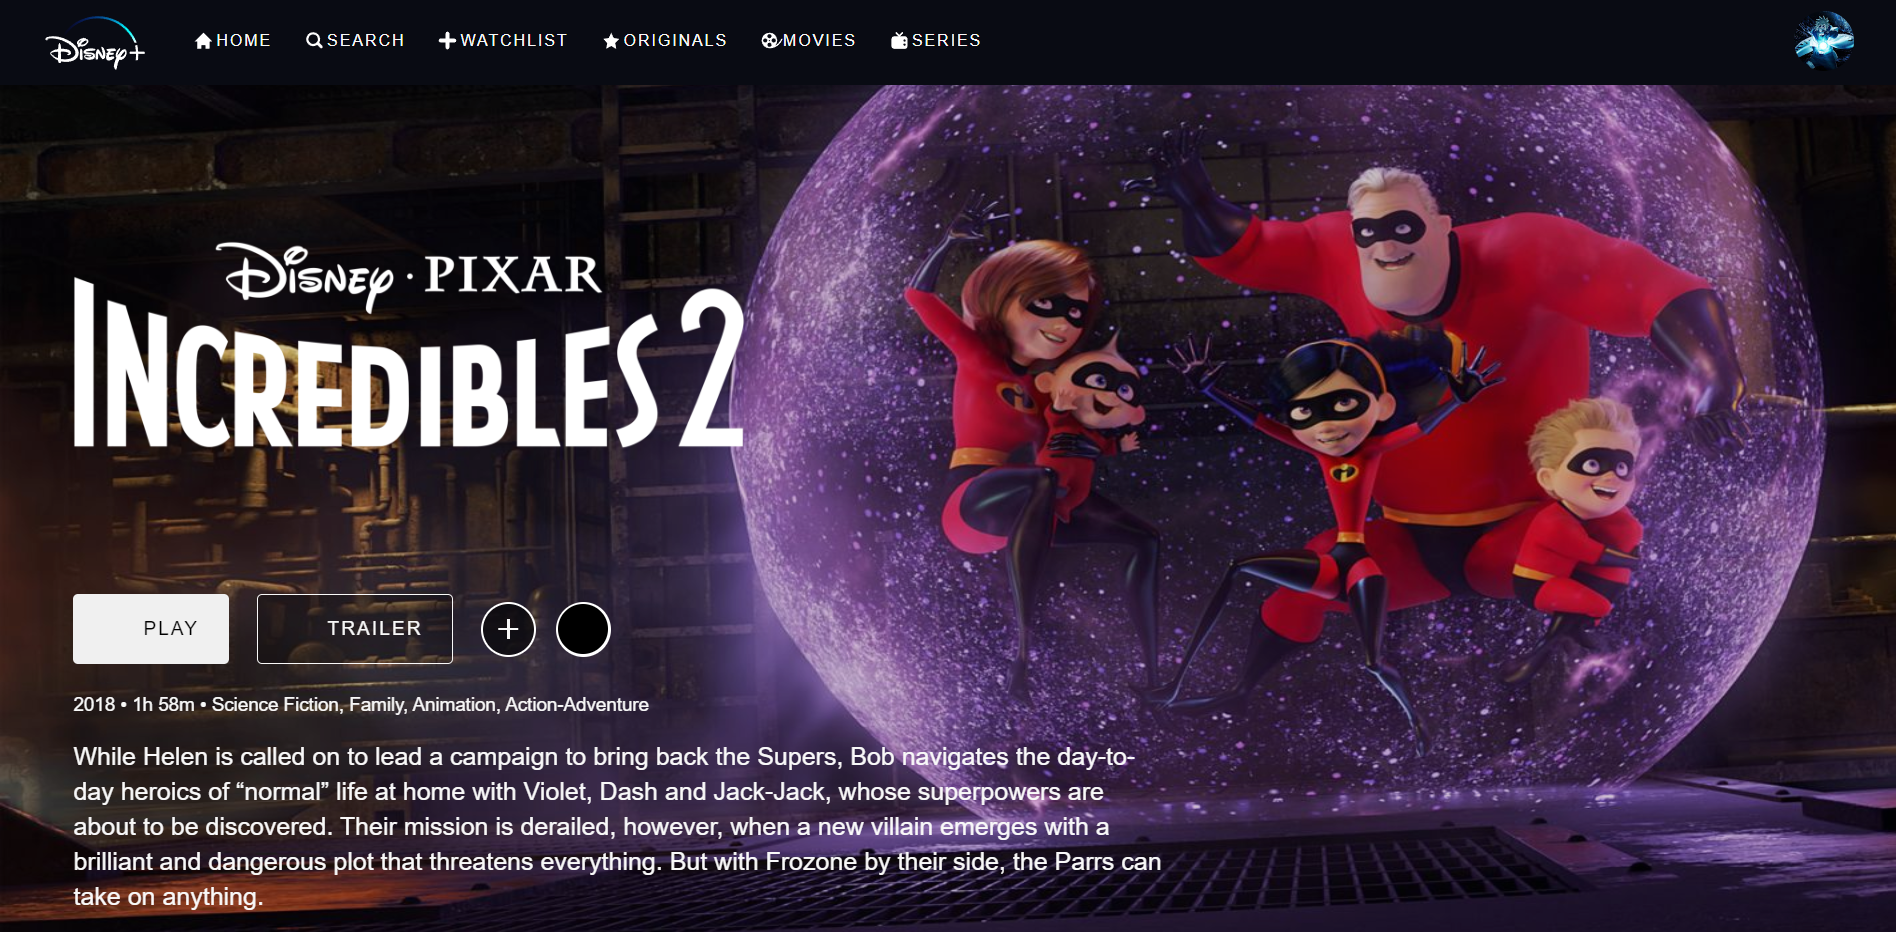 Disney+
HOME
SEARCH
WATCHLIST
ORIGINALS
MOVIES
SERIES
Disney · PIXAR
INCREDIBLES 2
PLAY
TRAILER
2018 • 1h 58m • Science Fiction, Family, Animation, Action-Adventure
While Helen is called on to lead a campaign to bring back the Supers, Bob navigates the day-to-
day heroics of “normal” life at home with Violet, Dash and Jack-Jack, whose superpowers are
about to be discovered. Their mission is derailed, however, when a new villain emerges with a
brilliant and dangerous plot that threatens everything. But with Frozone by their side, the Parrs can
take on anything.